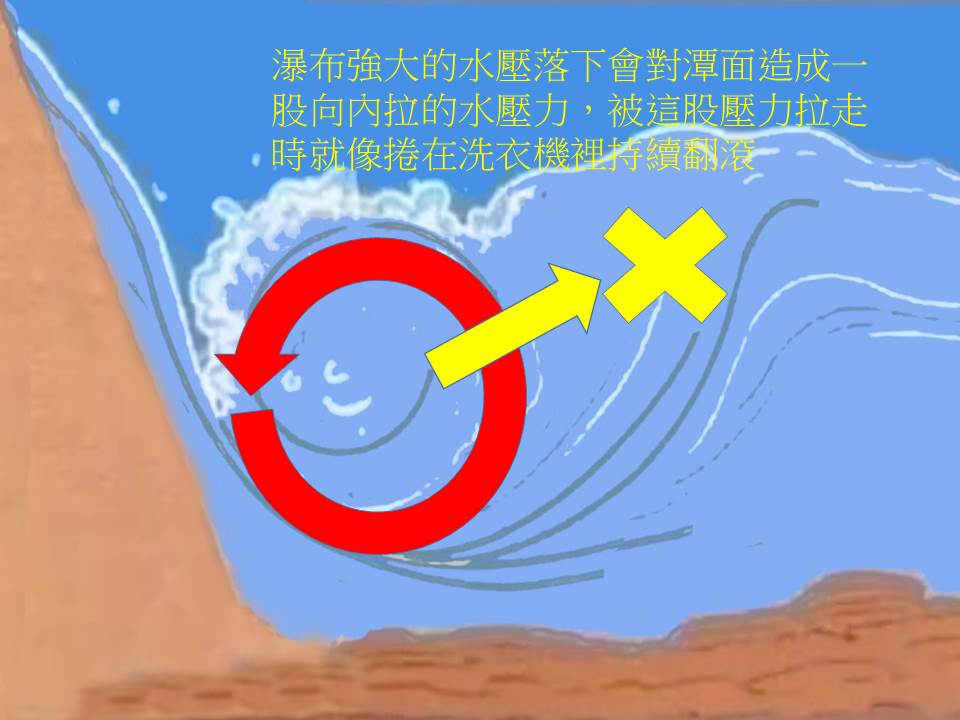 瀑布強大的水壓落下會對潭面造成一
股向內拉的水壓力，被這股壓力拉走
時就像捲在洗衣機裡持續翻滾